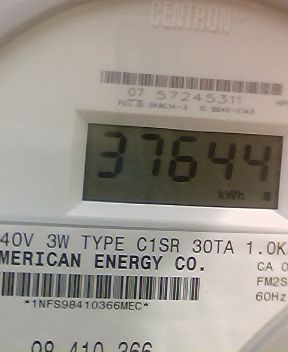 CENTRON
07 57245311
37644
kWh
40V 3W TYPE C1SR 30TA 1.0K
MERICAN ENERGY CO.
CA 0
FM2S
60Hz
*1NFS98410366MEC*
98 410 366